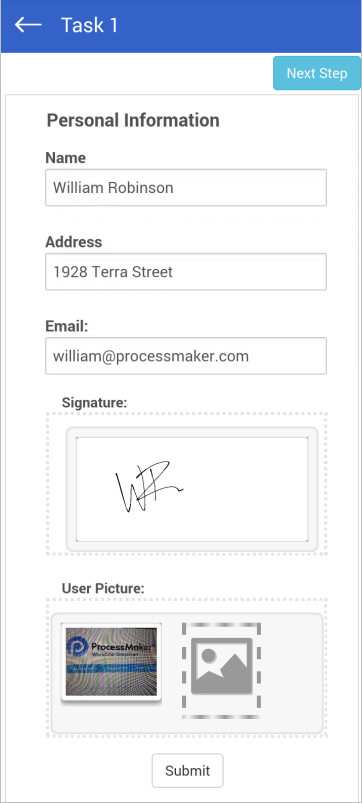 Task 1
Next Step
Personal Information
Name
William Robinson
Address
1928 Terra Street
Email:
william@processmaker.com
Signature:
User Picture:
ProcessMaker
Submit